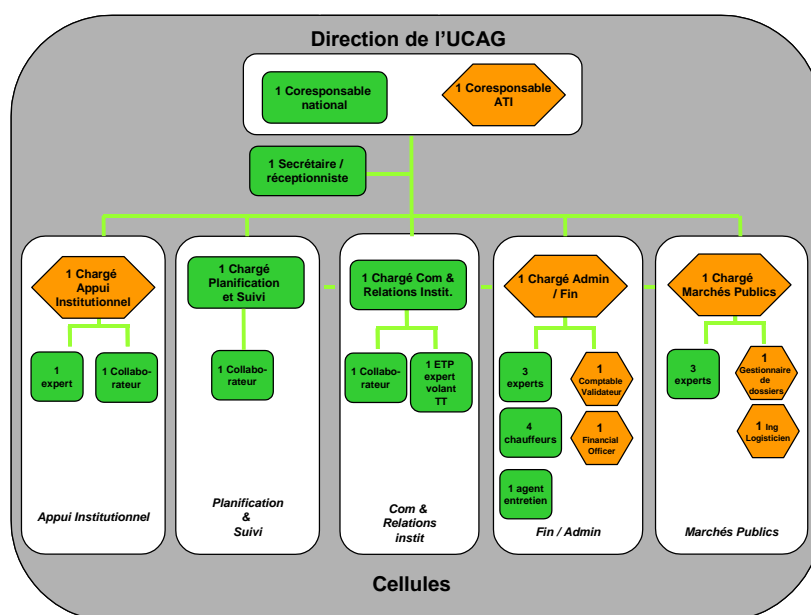 Direction de l'UCAG
1 Coresponsable
national
1 Coresponsable
ATI
1 Secrétaire /
réceptionniste
1 Chargé
Appui
Institutionnel
1
expert
1 Collabo-
rateur
Appui Institutionnel
1 Chargé
Planification
et Suivi
1 Collabo-
rateur
Planification
&
Suivi
1 Chargé Com &
Relations Instit.
1 Collabo-
rateur
1 ETP
expert
volant
TT
Com &
Relations
instit
1 Chargé Admin
/ Fin
3
experts
1
Comptable
Validateur
4
chauffeurs
1
Financial
Officer
1 agent
entretien
Fin / Admin
1 Chargé
Marchés Publics
3
experts
1
Gestionnaire
de
dossiers
1 Ing
Logisticien
Marchés Publics
Cellules